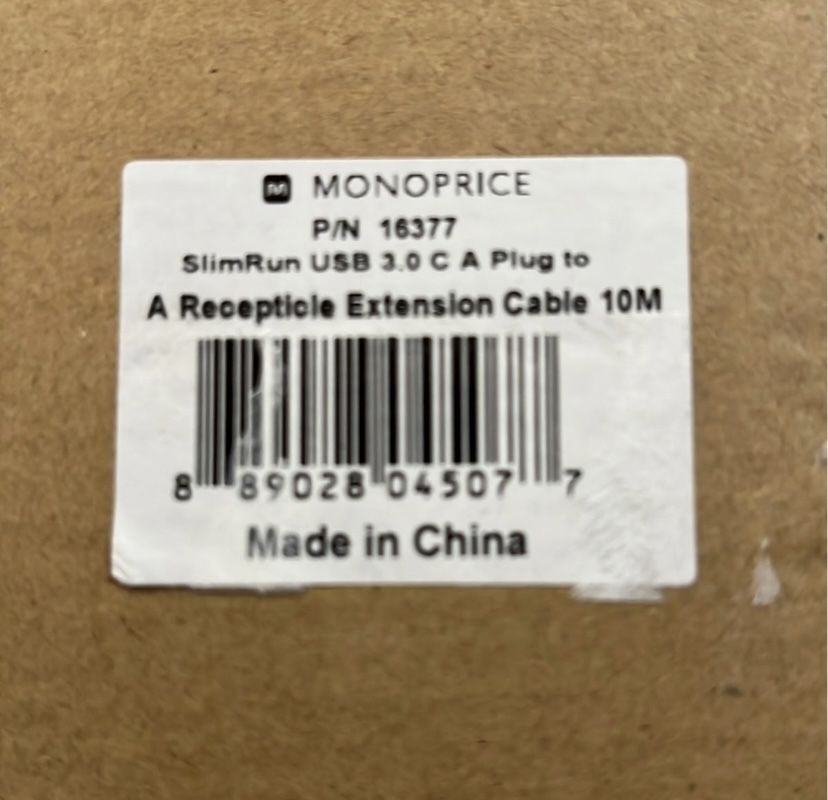 MONOPRICE
P/N 16377
SlimRun USB 3.0 C A Plug to
A Recepticle Extension Cable 10M
8 89028 04507 7
Made in China